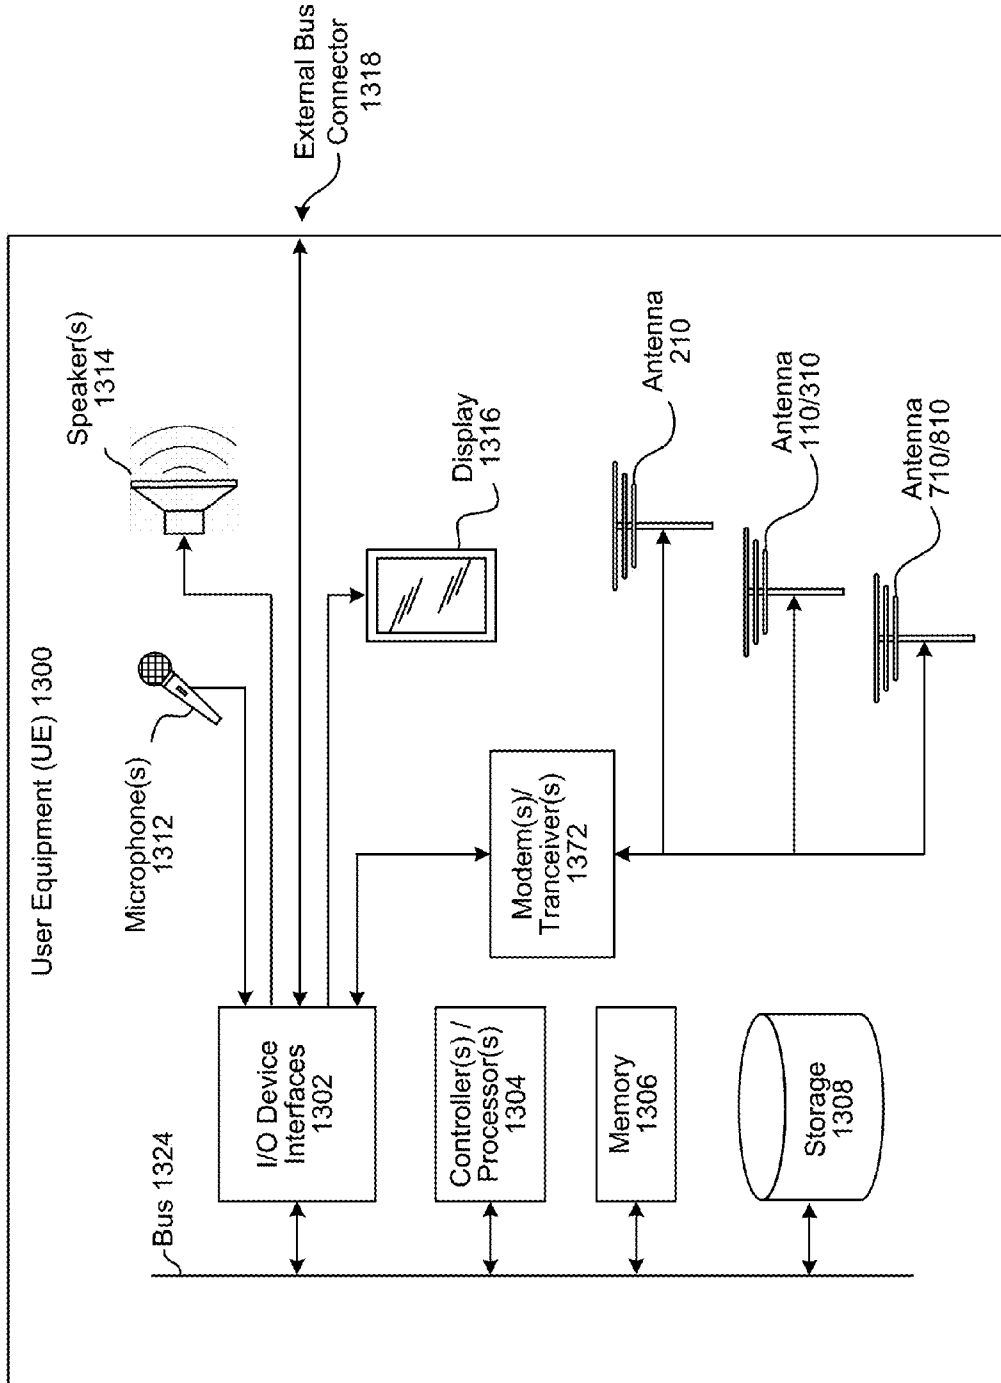 User Equipment (UE) 1300
Bus 1324
I/O Device
Interfaces
1302
Controller(s) /
Processor(s)
1304
Memory
1306
Storage
1308
Microphone(s)
1312
Speaker(s)
1314
Display
1316
Modem(s)/
Tranceiver(s)
1372
Antenna
210
Antenna
110/310
Antenna
710/810
External Bus
Connector
1318